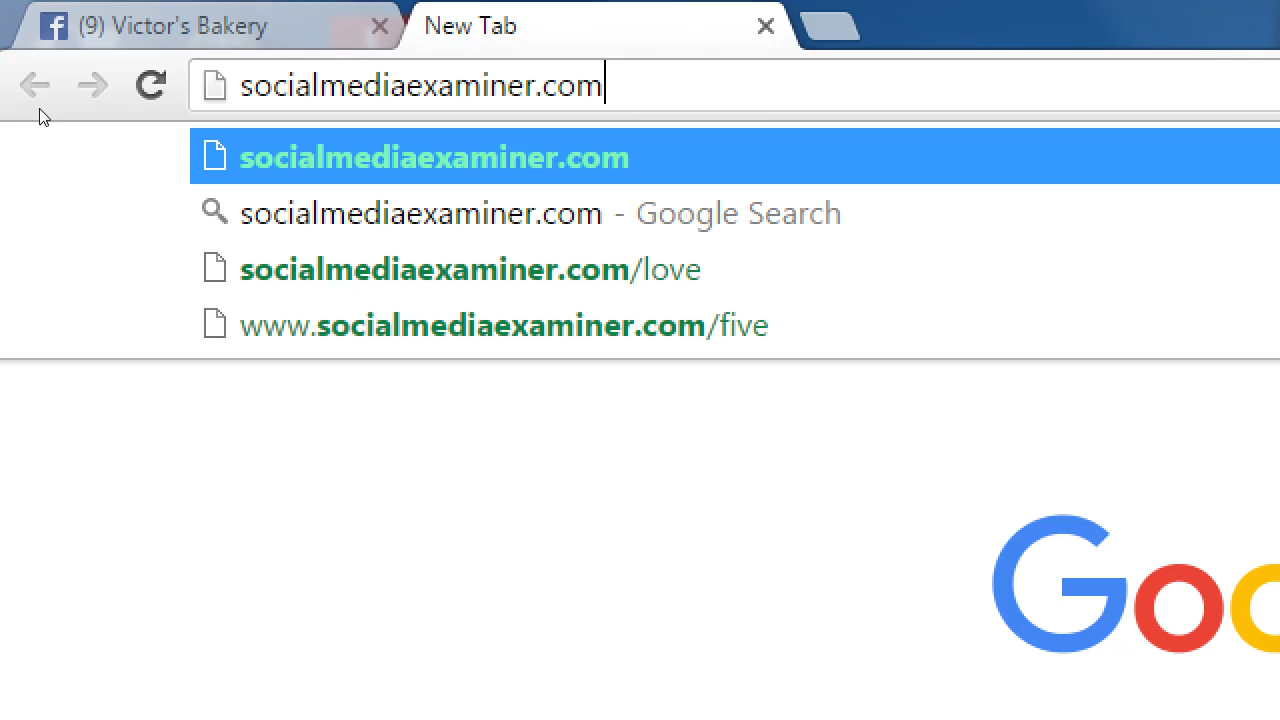 (9) Victor's Bakery
New Tab
socialmediaexaminer.com
socialmediaexaminer.com
socialmediaexaminer.com - Google Search
socialmediaexaminer.com/love
www.socialmediaexaminer.com/five
Goo